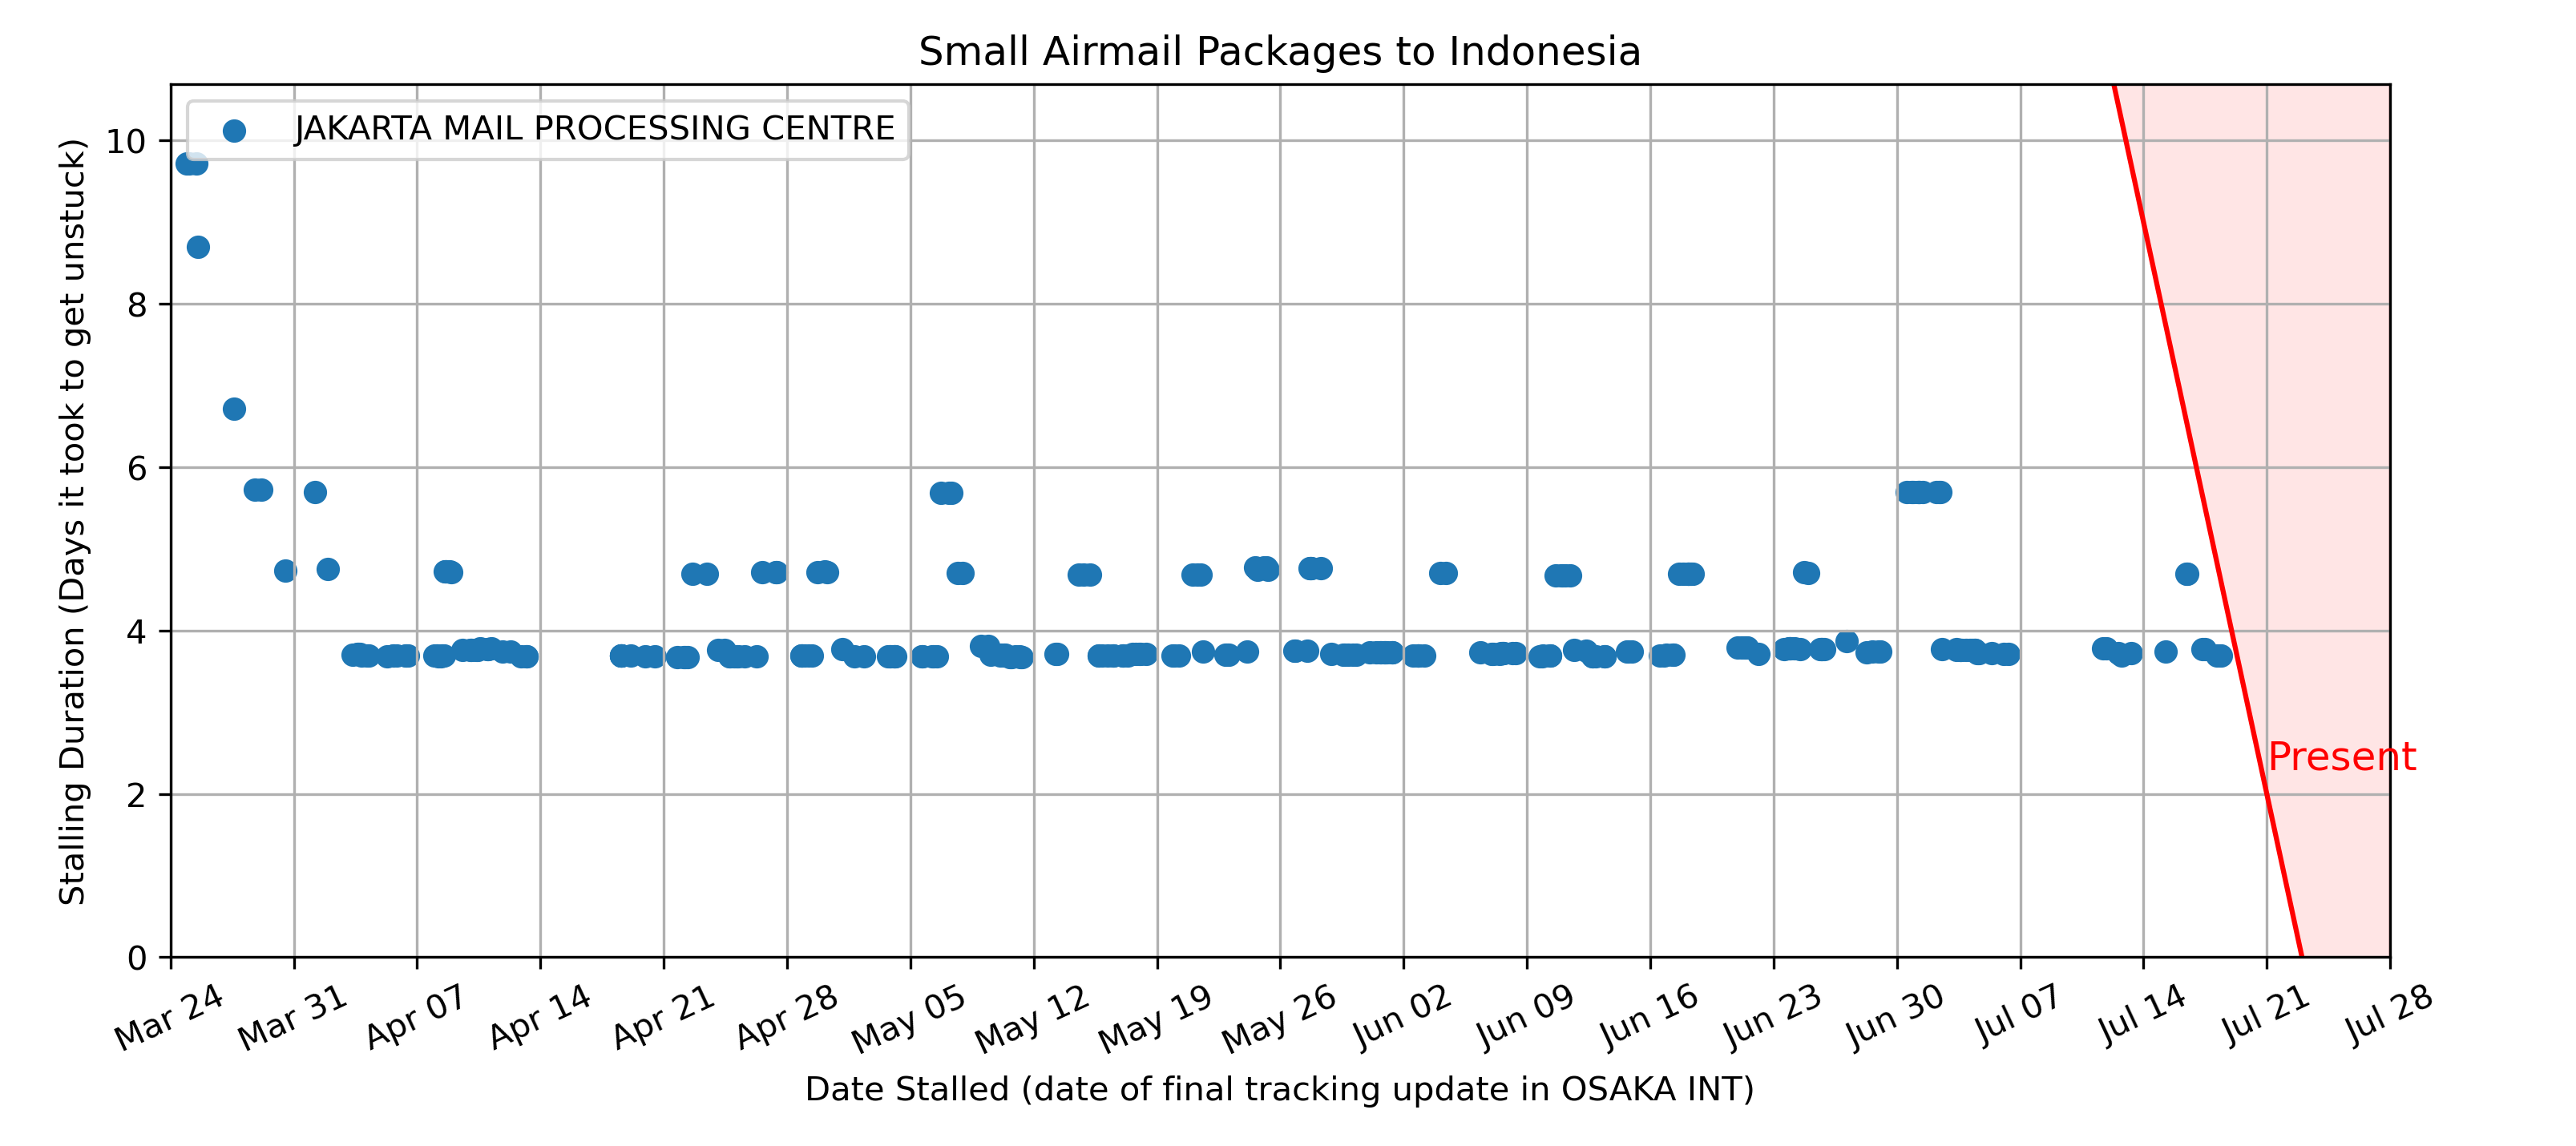 Small Airmail Packages to Indonesia
JAKARTA MAIL PROCESSING CENTRE
Stalling Duration (Days it took to get unstuck)
10
8
6
4
2
0
Present
Mar 24
Mar 31
Apr 07
Apr 14
Apr 21
Apr 28
May 05
May 12
May 19
May 26
Jun 02
Jun 09
Jun 16
Jun 23
Jun 30
Jul 07
Jul 14
Jul 21
Jul 28
Date Stalled (date of final tracking update in OSAKA INT)